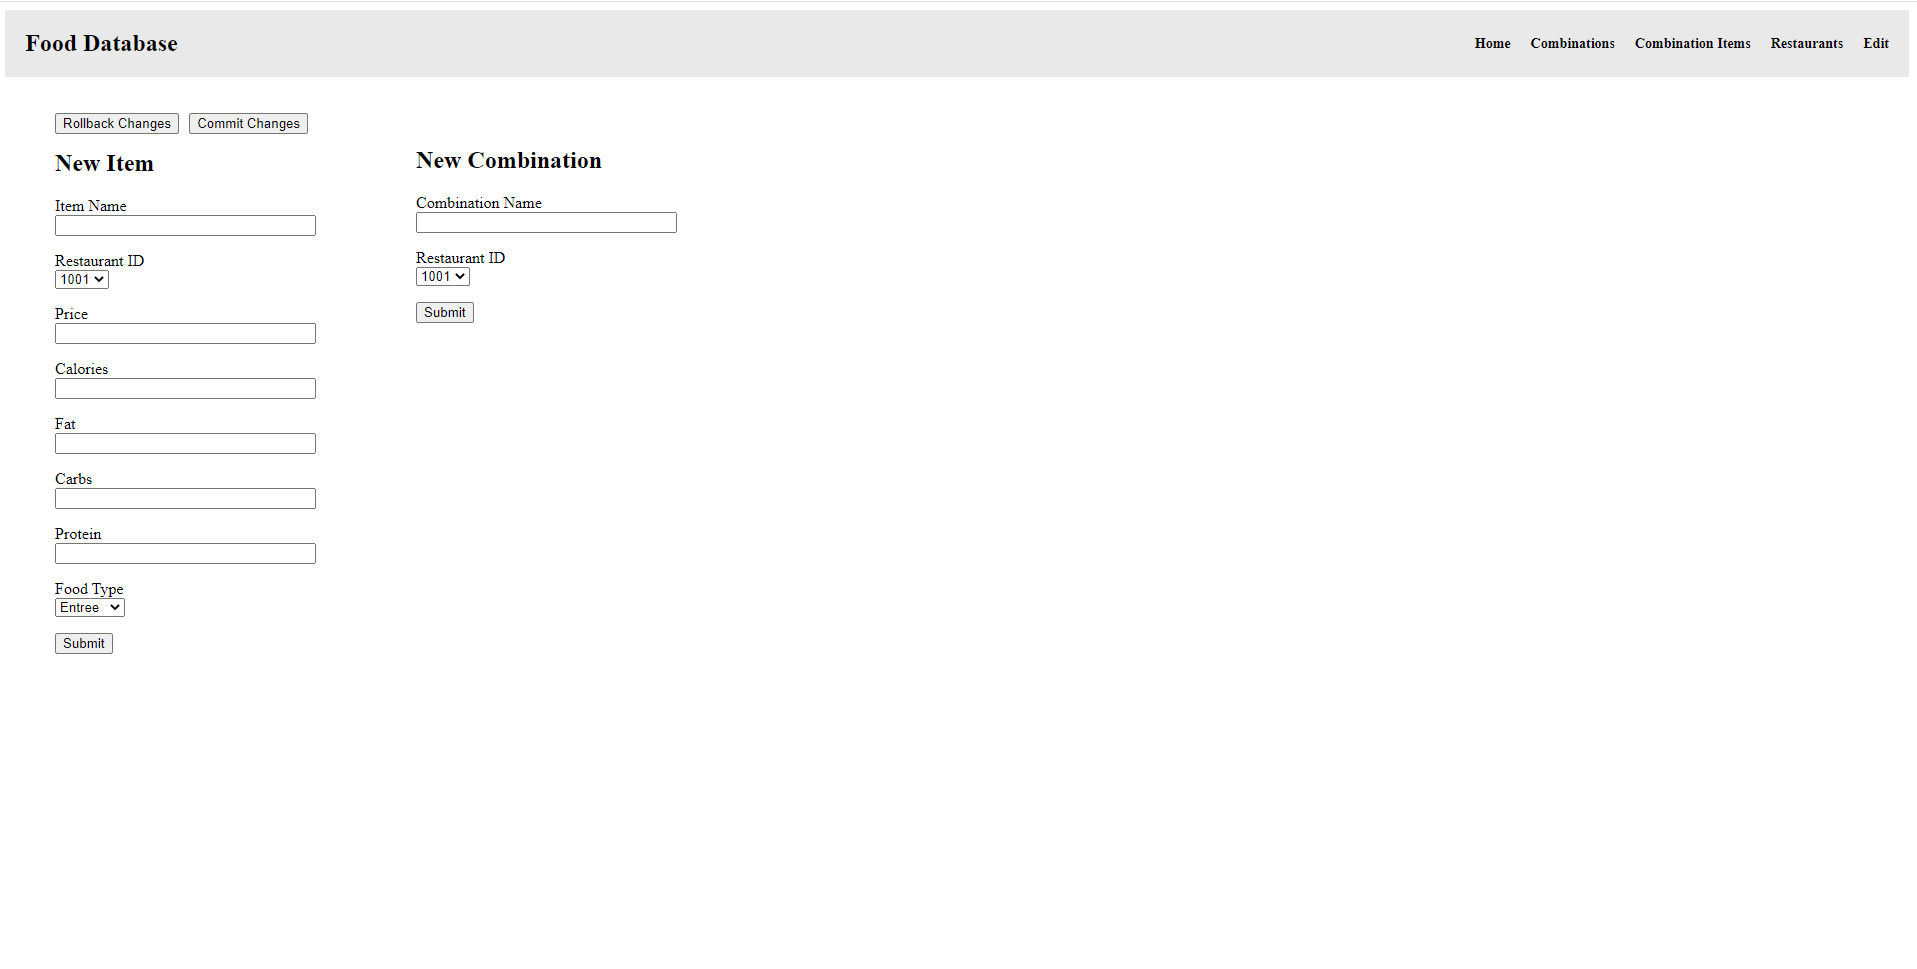 Food Database
Home Combinations Combination Items Restaurants Edit
Rollback Changes Commit Changes
New Item
Item Name
Restaurant ID
1001
Price
Calories
Fat
Carbs
Protein
Food Type
Entree
Submit
New Combination
Combination Name
Restaurant ID
1001
Submit